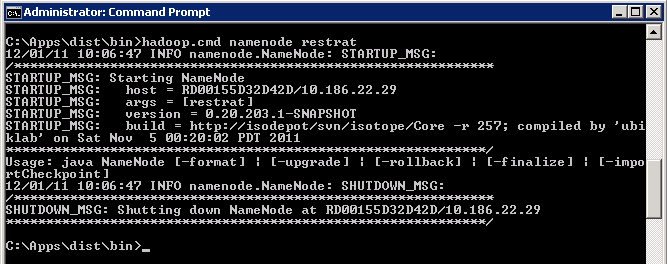 Administrator: Command Prompt
C:\Apps\dist\bin>hadoop.cmd namenode restrat
12/01/11 10:06:47 INFO namenode.NameNode: STARTUP_MSG:
/************************************************************
STARTUP_MSG: Starting NameNode
STARTUP_MSG:   host = RD00155D32D42D/10.186.22.29
STARTUP_MSG:   args = [restrat]
STARTUP_MSG:   version = 0.20.203.1-SNAPSHOT
STARTUP_MSG:   build = http://isodepot/svn/isotope/Core -r 257; compiled by 'ubi
klab' on Sat Nov  5 00:20:02 PDT 2011
************************************************************/
Usage: java NameNode [-format] ¦ [-upgrade] ¦ [-rollback] ¦ [-finalize] ¦ [-impo
rtCheckpoint]
12/01/11 10:06:47 INFO namenode.NameNode: SHUTDOWN_MSG:
/************************************************************
SHUTDOWN_MSG: Shutting down NameNode at RD00155D32D42D/10.186.22.29
************************************************************/
C:\Apps\dist\bin>_